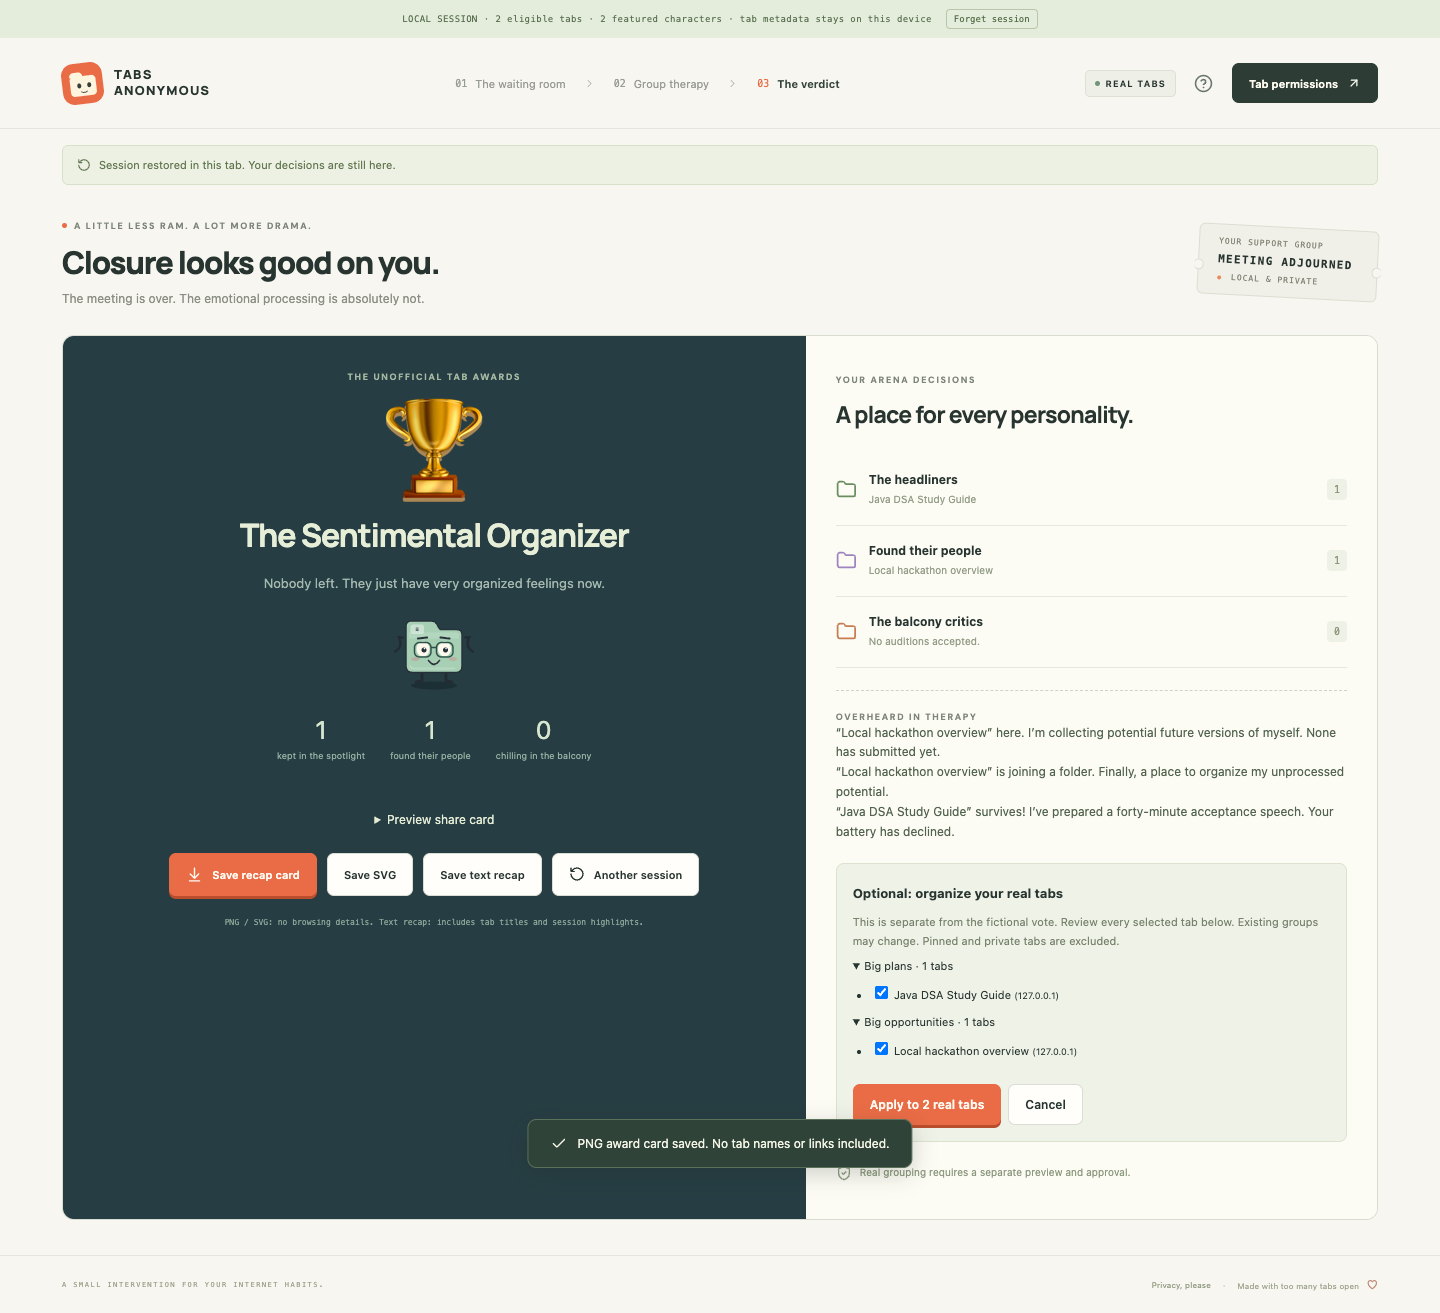 LOCAL SESSION · 2 eligible tabs · 2 featured characters · tab metadata stays on this device
Forget session
TABS
ANONYMOUS
01 The waiting room
02 Group therapy
03 The verdict
REAL TABS
Tab permissions
Session restored in this tab. Your decisions are still here.
A LITTLE LESS RAM. A LOT MORE DRAMA.
Closure looks good on you.
The meeting is over. The emotional processing is absolutely not.
YOUR SUPPORT GROUP
MEETING ADJOURNED
LOCAL & PRIVATE
THE UNOFFICIAL TAB AWARDS
The Sentimental Organizer
Nobody left. They just have very organized feelings now.
1 1 0
kept in the spotlight found their people chilling in the balcony
Preview share card
Save recap card
Save SVG
Save text recap
Another session
PNG / SVG: no browsing details. Text recap: includes tab titles and session highlights.
YOUR ARENA DECISIONS
A place for every personality.
The headliners
Java DSA Study Guide
1
Found their people
Local hackathon overview
1
The balcony critics
No auditions accepted.
0
OVERHEARD IN THERAPY
“Local hackathon overview” here. I’m collecting potential future versions of myself. None
has submitted yet.
“Local hackathon overview” is joining a folder. Finally, a place to organize my unprocessed
potential.
“Java DSA Study Guide” survives! I’ve prepared a forty-minute acceptance speech. Your
battery has declined.
Optional: organize your real tabs
This is separate from the fictional vote. Review every selected tab below. Existing groups
may change. Pinned and private tabs are excluded.
Big plans · 1 tabs
Java DSA Study Guide (127.0.0.1)
Big opportunities · 1 tabs
Local hackathon overview (127.0.0.1)
Apply to 2 real tabs
Cancel
PNG award card saved. No tab names or links included.
Real grouping requires a separate preview and approval.
A SMALL INTERVENTION FOR YOUR INTERNET HABITS.
Privacy, please · Made with too many tabs open